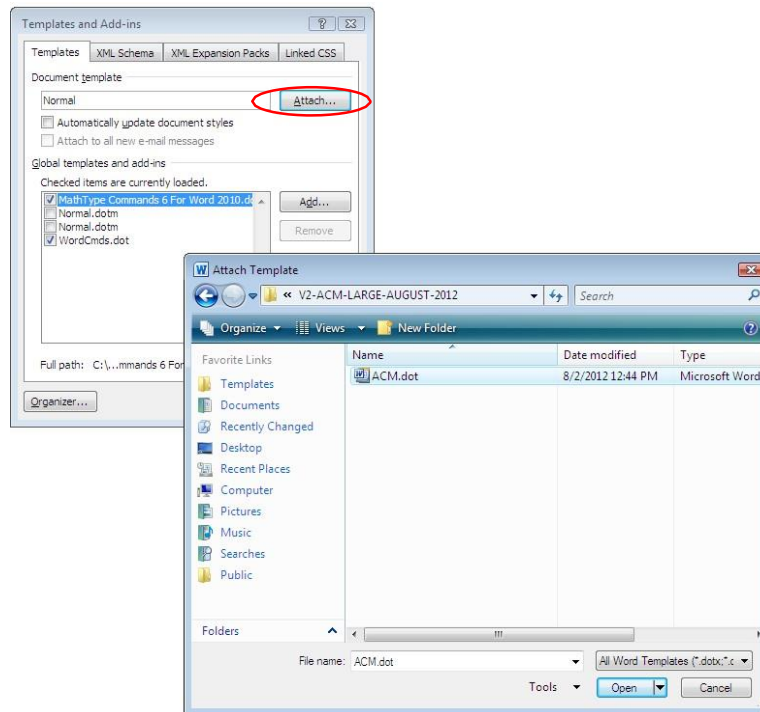 Templates and Add-ins
Templates XML Schema XML Expansion Packs Linked CSS
Document template
Normal Attach...
Automatically update document styles
Attach to all new e-mail messages
Global templates and add-ins
Checked items are currently loaded.
MathType Commands 6 For Word 2010.do
Normal.dotm
Normal.dotm
WordCmds.dot
Add...
Remove
Full path: C:\...mmands 6 For
Organizer...
Attach Template
« V2-ACM-LARGE-AUGUST-2012 Search
Organize Views New Folder
Favorite Links
Templates
Documents
Recently Changed
Desktop
Recent Places
Computer
Pictures
Music
Searches
Public
Folders
Name Date modified Type
ACM.dot 8/2/2012 12:44 PM Microsoft Word
File name: ACM.dot All Word Templates (*.dotx;*.c
Tools Open Cancel